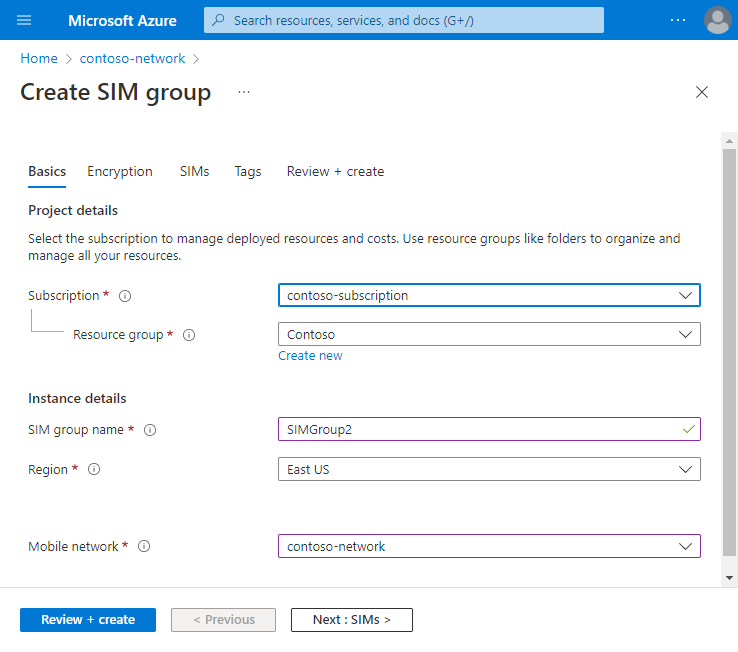 Microsoft Azure
Search resources, services, and docs (G+/)
...
Home > contoso-network >
Create SIM group ...
Basics Encryption SIMs Tags Review + create
Project details
Select the subscription to manage deployed resources and costs. Use resource groups like folders to organize and
manage all your resources.
Subscription * contoso-subscription
Resource group * Contoso
Create new
Instance details
SIM group name * SIMGroup2
Region * East US
Mobile network * contoso-network
Review + create < Previous Next : SIMs >